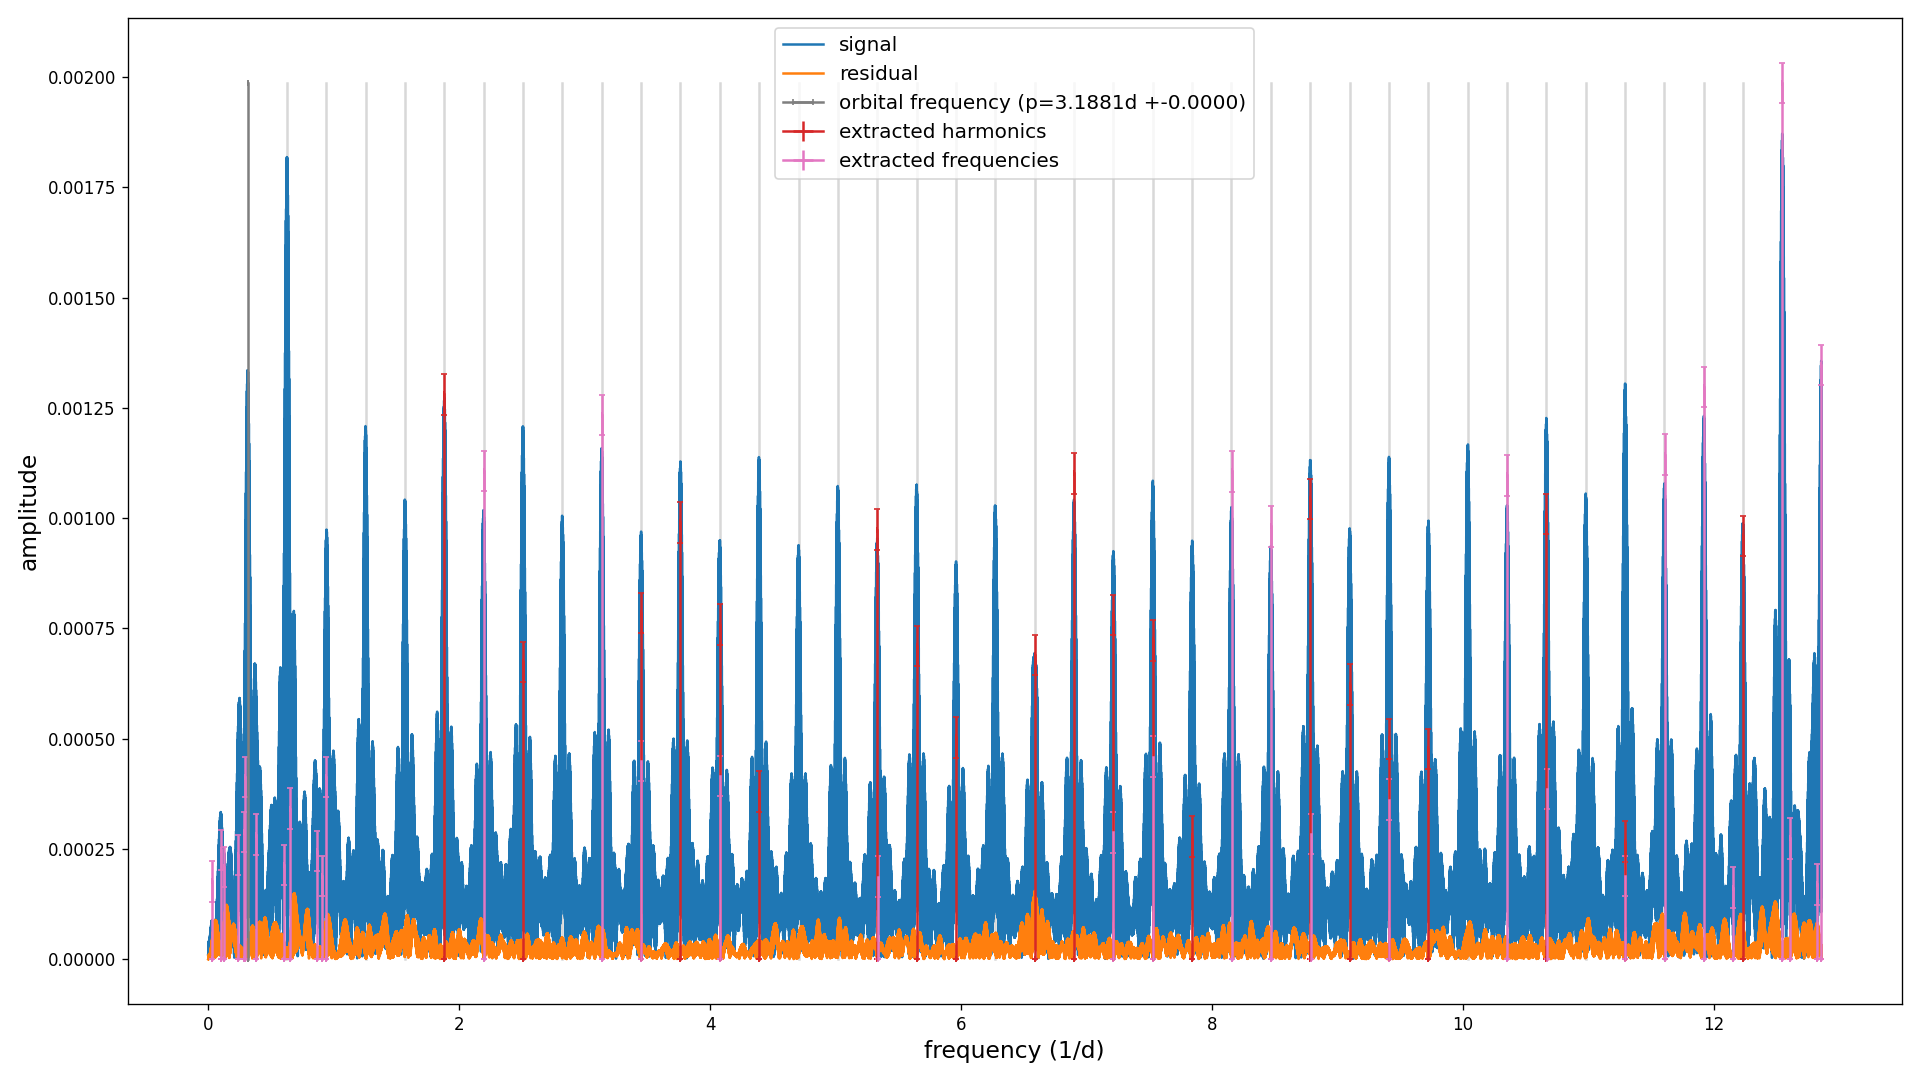 signal
residual
orbital frequency (p=3.1881d +-0.0000)
extracted harmonics
extracted frequencies
amplitude
0.00200
0.00175
0.00150
0.00125
0.00100
0.00075
0.00050
0.00025
0.00000
0 2 4 6 8 10 12
frequency (1/d)